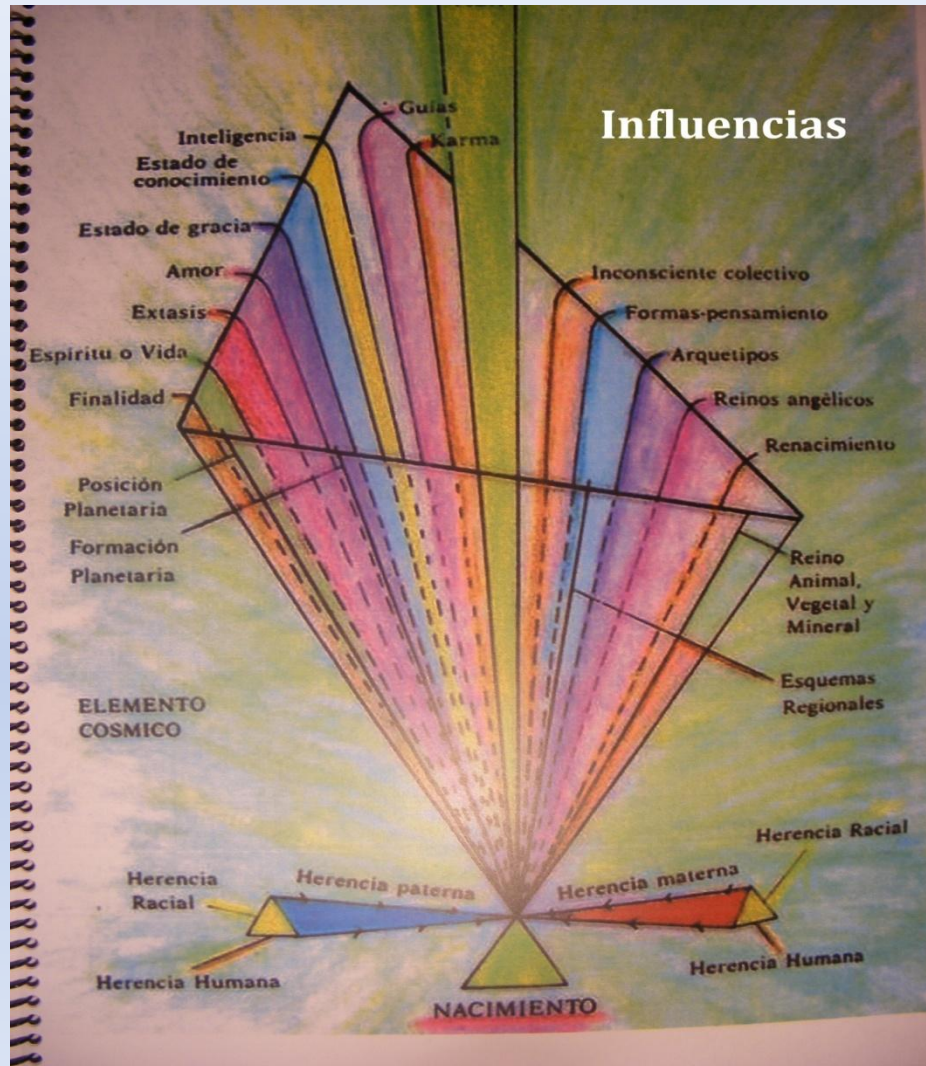 Influencias
Guías
Karma
Inteligencia
Estado de
conocimiento
Estado de gracia
Amor
Extasís
Espíritu o Vida
Finalidad
Inconsciente colectivo
Formas-pensamiento
Arquetipos
Reinos angélicos
Renacimiento
Posición
Planetaria
Formación
Planetaria
Reino
Animal,
Vegetal y
Mineral
Esquemas
Regionales
ELEMENTO
COSMICO
Herencia
Racial
Herencia paterna
Herencia materna
Herencia Racial
Herencia Humana
Herencia Humana
NACIMIENTO